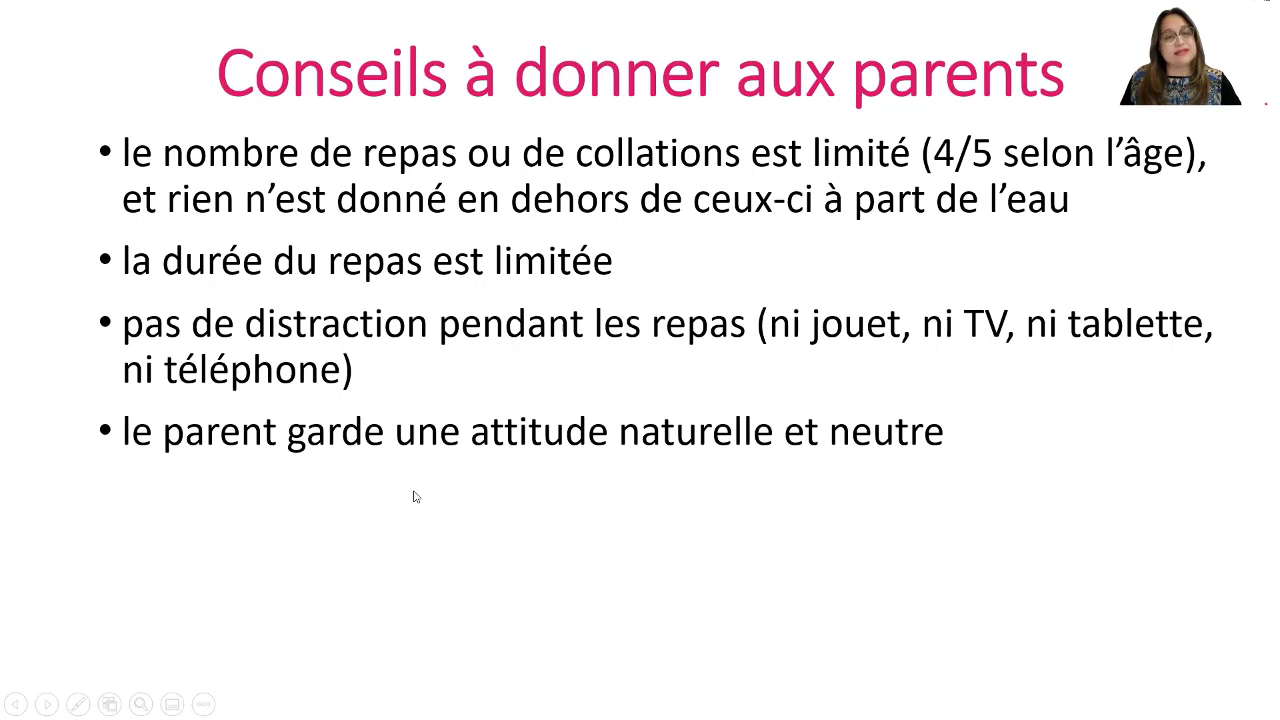 Conseils à donner aux parents
• le nombre de repas ou de collations est limité (4/5 selon l’âge),
et rien n’est donné en dehors de ceux-ci à part de l’eau
• la durée du repas est limitée
• pas de distraction pendant les repas (ni jouet, ni TV, ni tablette,
ni téléphone)
• le parent garde une attitude naturelle et neutre